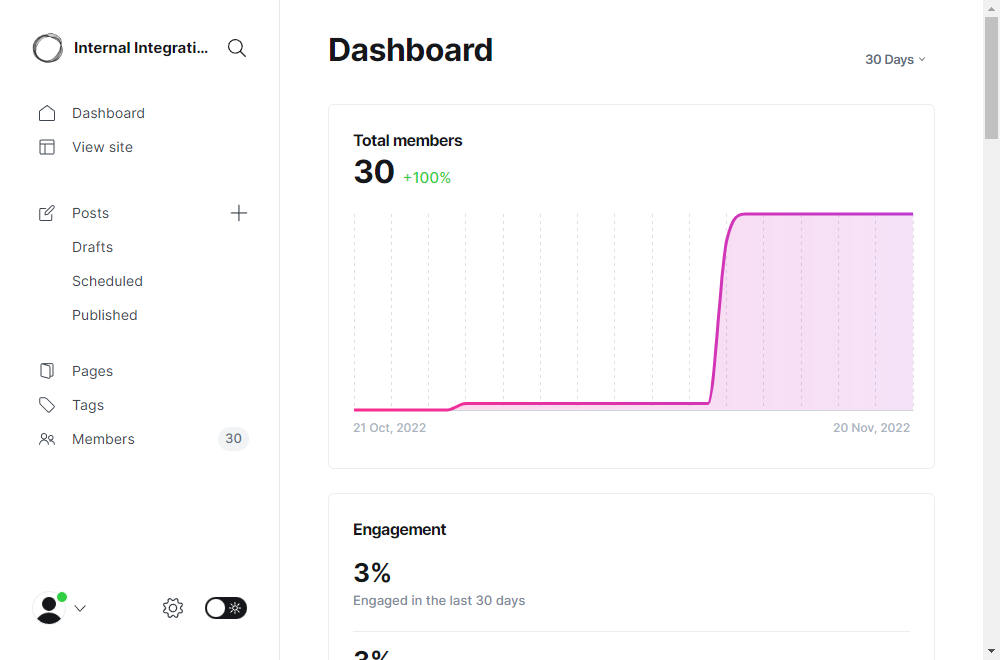 Internal Integrati...
Dashboard
View site
Posts
Drafts
Scheduled
Published
Pages
Tags
Members
30
Dashboard
30 Days
Total members
30 +100%
21 Oct, 2022
20 Nov, 2022
Engagement
3%
Engaged in the last 30 days
3%